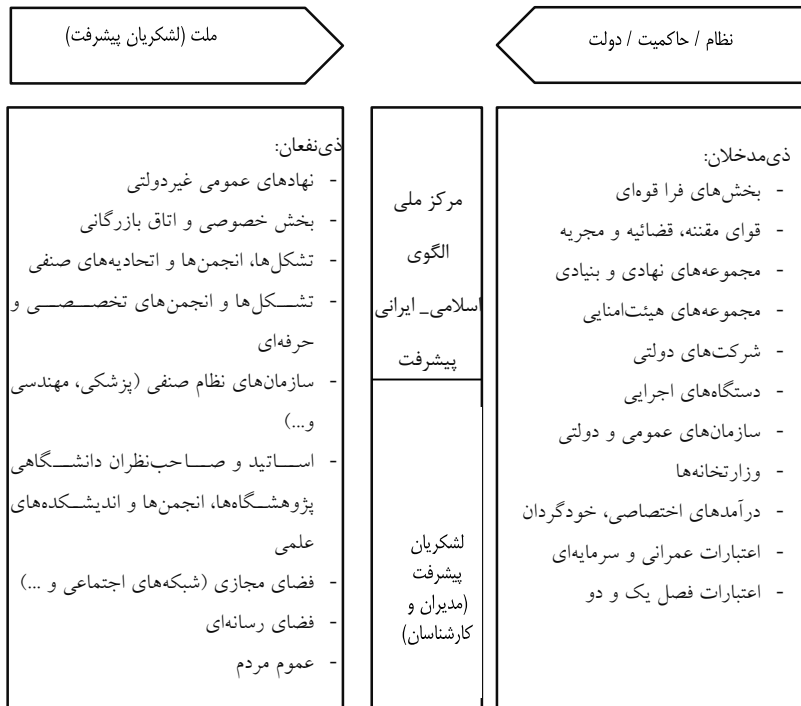 نظام / حاکمیت / دولت
ملت (لشکریان پیشرفت)
ذی‌مدخلان:
- بخش‌های فرا قوه‌ای
- قوای مقننه، قضائیه و مجریه
- مجموعه‌های نهادی و بنیادی
- مجموعه‌های هیئت‌امنایی
- شرکت‌های دولتی
- دستگاه‌های اجرایی
- سازمان‌های عمومی و دولتی
- وزارتخانه‌ها
- درآمدهای اختصاصی، خودگردان
- اعتبارات عمرانی و سرمایه‌ای
- اعتبارات فصل یک و دو
مرکز ملی
الگوی
اسلامی_ ایرانی
پیشرفت
لشکریان
پیشرفت
(مدیران و
کارشناسان)
ذی‌نفعان:
- نهادهای عمومی غیردولتی
- بخش خصوصی و اتاق بازرگانی
- تشکل‌ها، انجمن‌ها و اتحادیه‌های صنفی
- تشکل‌ها و انجمن‌های تخصصی و
حرفه‌ای
- سازمان‌های نظام صنفی (پزشکی، مهندسی
و...)
- اساتید و صاحب‌نظران دانشگاهی
پژوهشگاه‌ها، انجمن‌ها و اندیشکده‌های
علمی
- فضای مجازی (شبکه‌های اجتماعی و ...)
- فضای رسانه‌ای
- عموم مردم